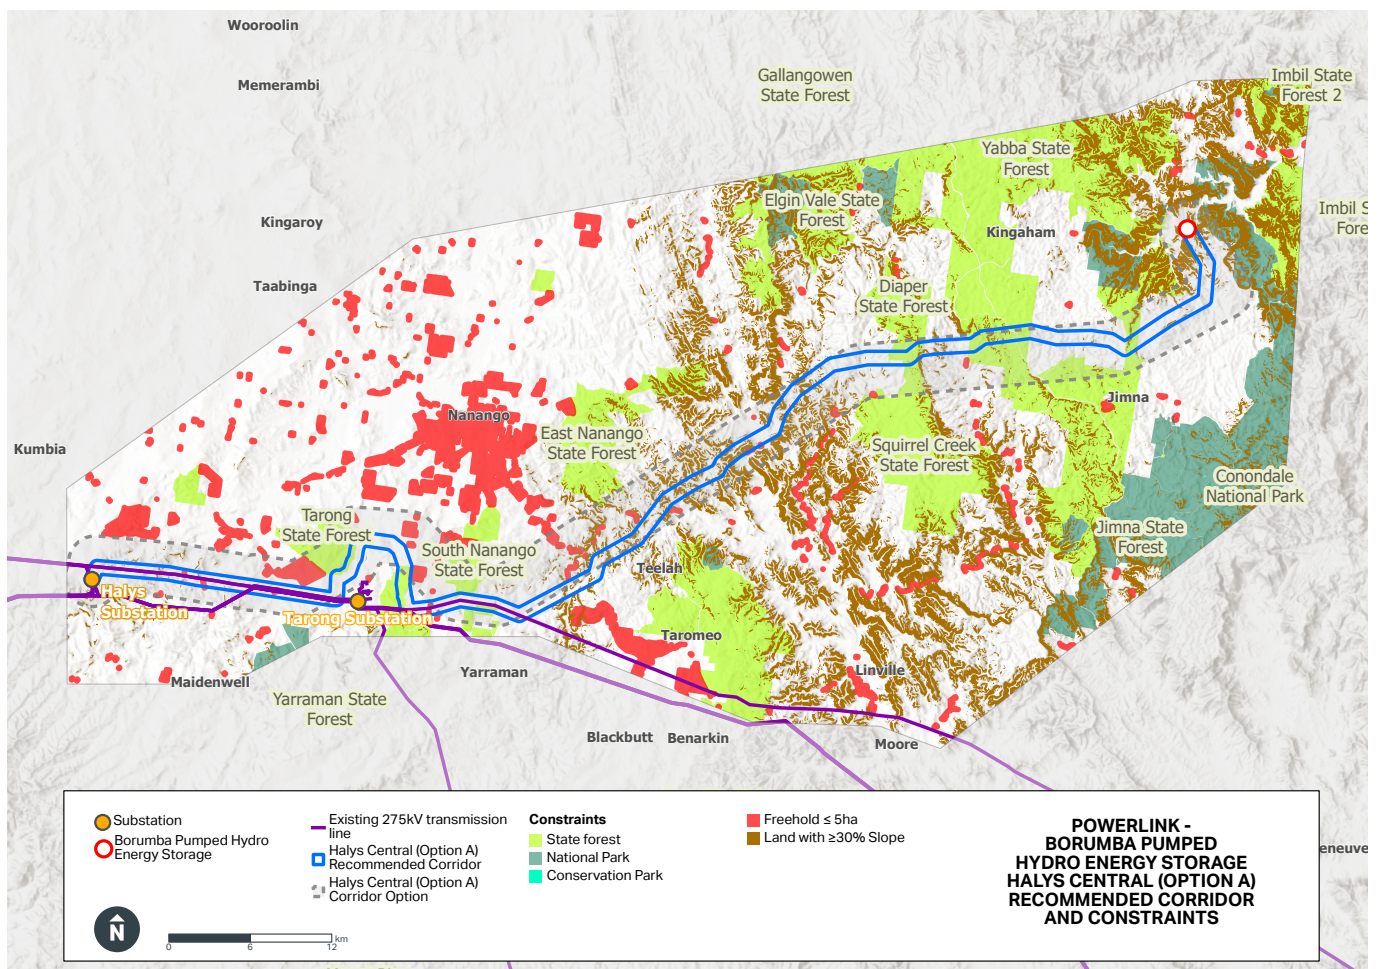 Wooroolin
Memerambi
Gallangowen
State Forest
Imbil State
Forest 2
Yabba State
Forest
Elgin Vale State
Forest
Imbil S
Fore
Kingaroy
Kingaham
Taabinga
Diaper
State Forest
Jimna
Nanango
Kumbia
East Nanango
State Forest
Squirrel Creek
State Forest
Conondale
National Park
Tarong
State Forest
Jimna State
Forest
South Nanango
State Forest
Teelah
Halys
Substation
Tarong Substation
Taromeo
Linville
Yarraman
Maidenwell
Yarraman State
Forest
Blackbutt
Benarkin
Moore
Substation
Borumba Pumped Hydro
Energy Storage
Existing 275kV transmission
line
Halys Central (Option A)
Recommended Corridor
Halys Central (Option A)
Corridor Option
Constraints
State forest
National Park
Conservation Park
Freehold ≤ 5ha
Land with ≥30% Slope
POWERLINK -
BORUMBA PUMPED
HYDRO ENERGY STORAGE
HALYS CENTRAL (OPTION A)
RECOMMENDED CORRIDOR
AND CONSTRAINTS
eneuve
N
km
0 6 12